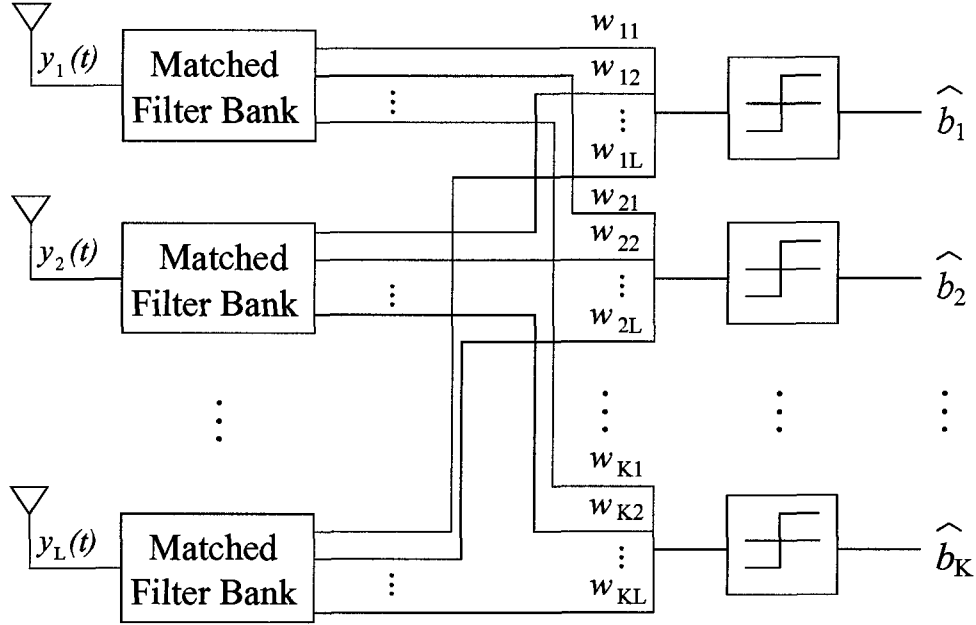 y₁(t)
Matched
Filter Bank
⋮
w₁₁
w₁₂
⋮
w₁L
b̂₁
y₂(t)
Matched
Filter Bank
⋮
w₂₁
w₂₂
⋮
w₂L
b̂₂
⋮
⋮
⋮
⋮
yL(t)
Matched
Filter Bank
⋮
wK1
wK2
⋮
wKL
b̂K